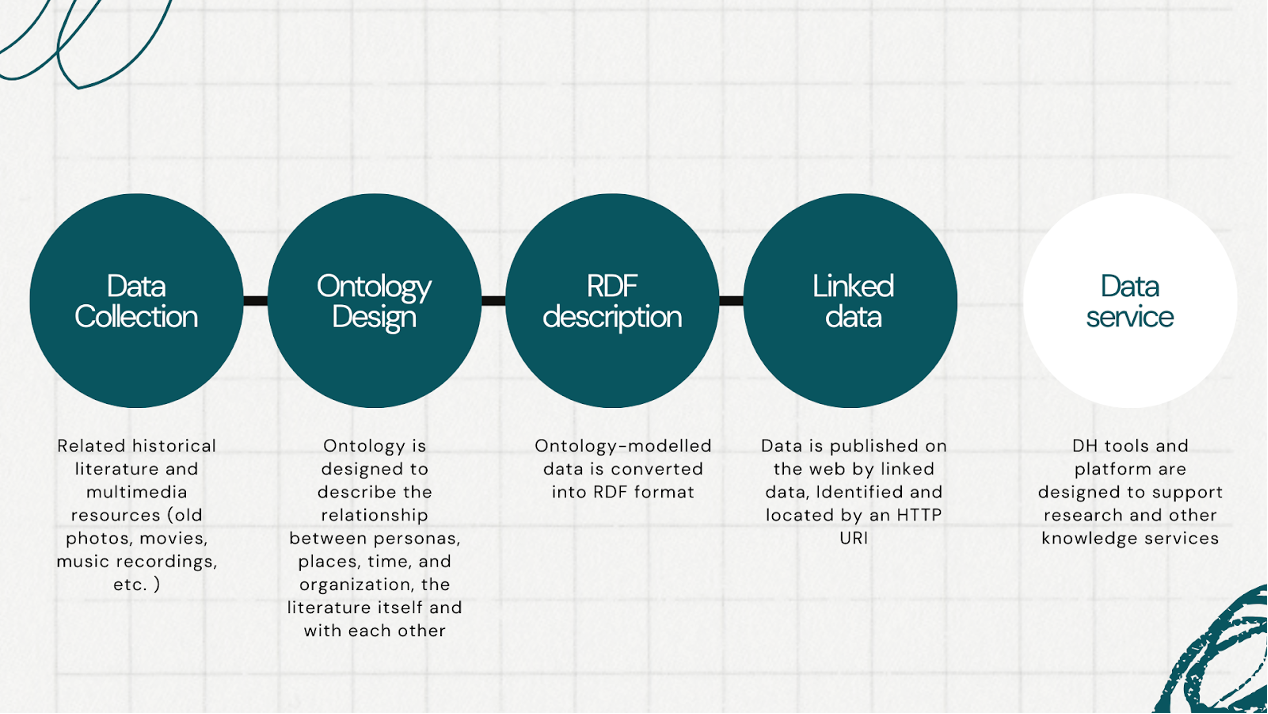 Data
Collection
Ontology
Design
RDF
description
Linked
data
Data
service
Related historical
literature and
multimedia
resources (old
photos, movies,
music recordings,
etc. )
Ontology is
designed to
describe the
relationship
between personas,
places, time, and
organization, the
literature itself and
with each other
Ontology-modelled
data is converted
into RDF format
Data is published on
the web by linked
data, Identified and
located by an HTTP
URI
DH tools and
platform are
designed to support
research and other
knowledge services